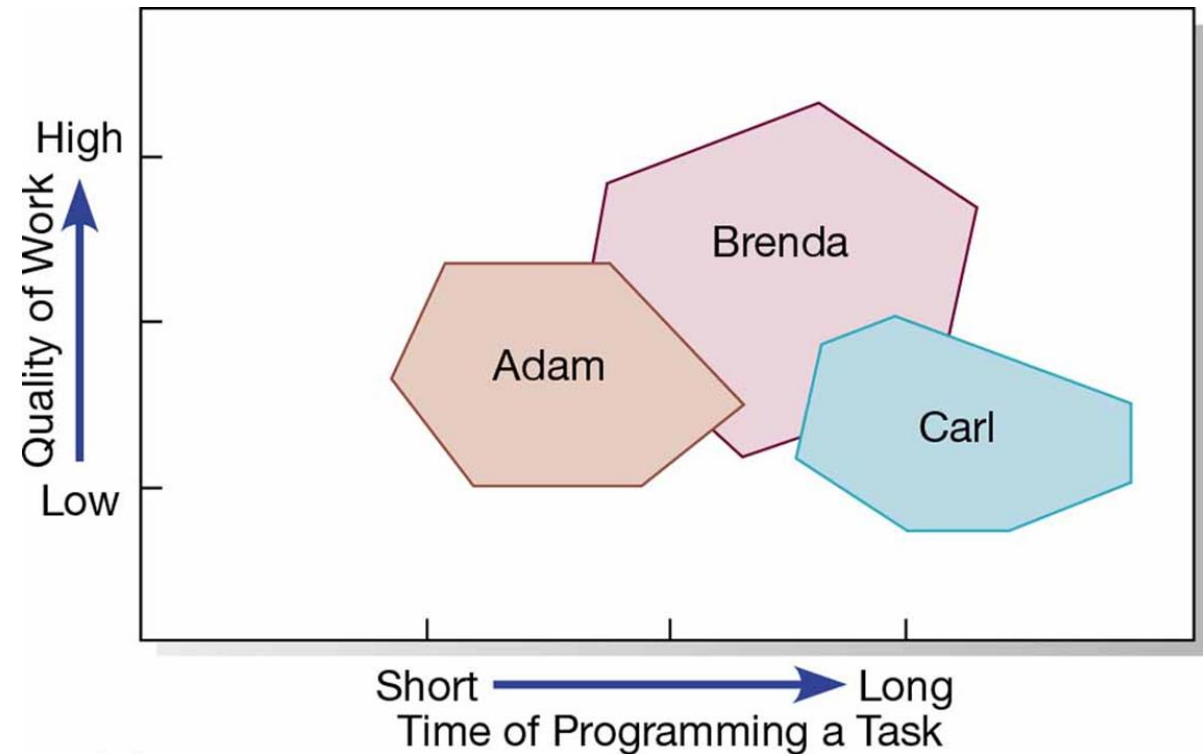 High
Quality of Work
Low
Brenda
Adam
Carl
Short
Long
Time of Programming a Task